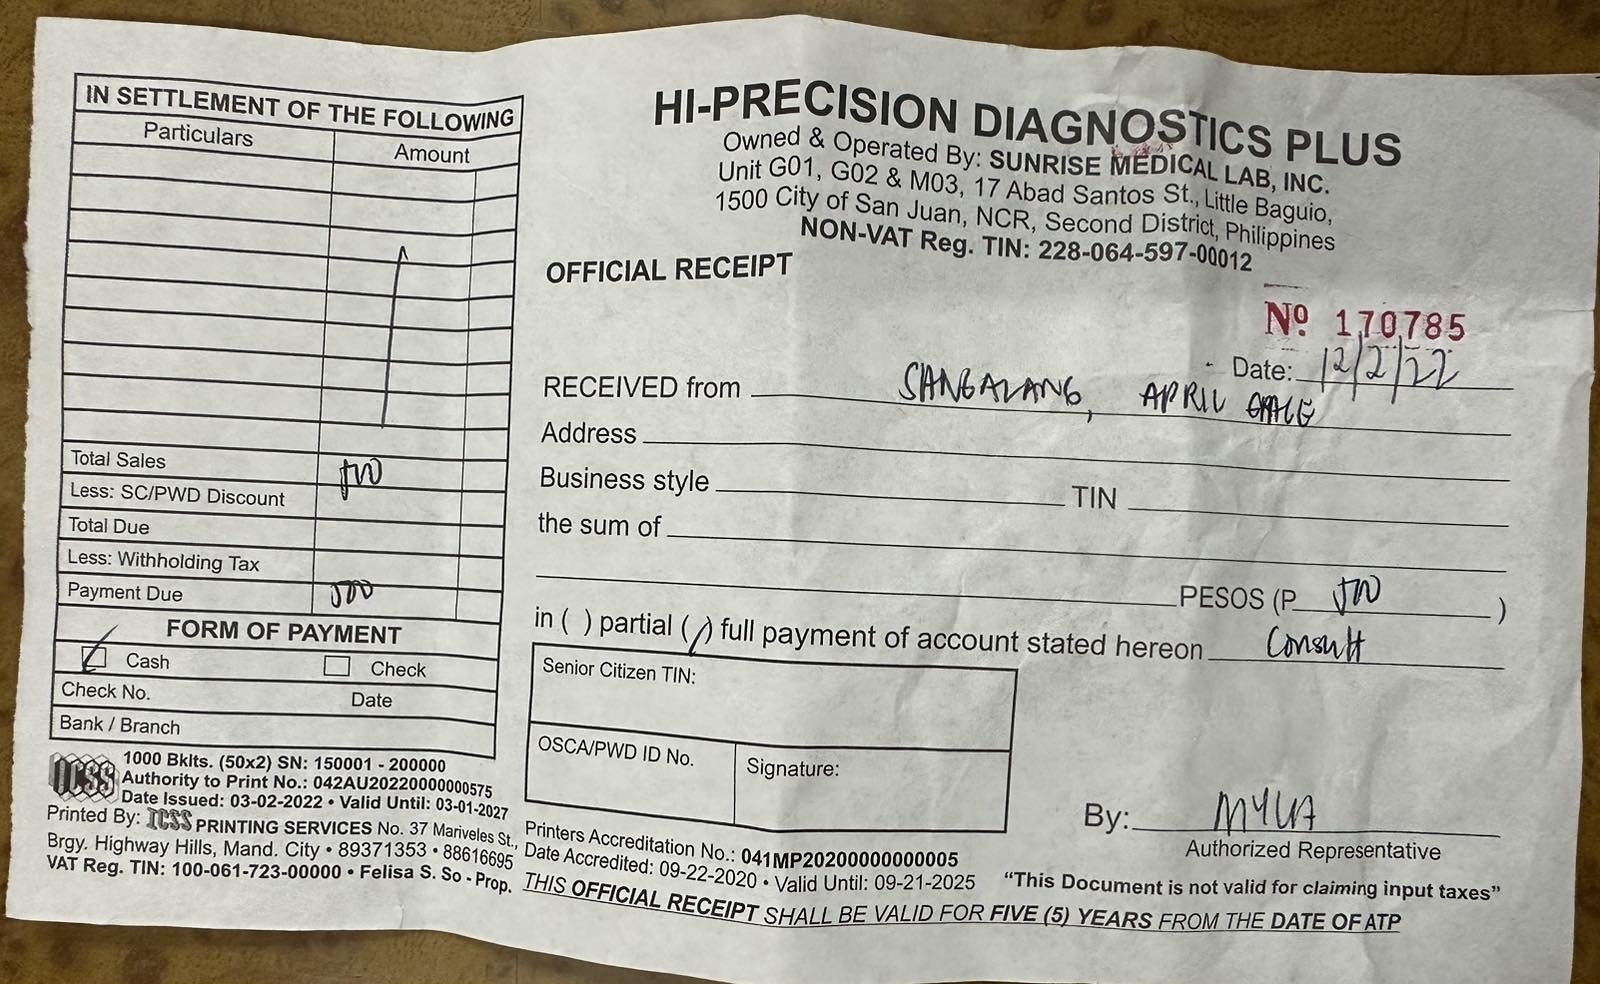 IN SETTLEMENT OF THE FOLLOWING
Particulars Amount
Total Sales 500
Less: SC/PWD Discount
Total Due
Less: Withholding Tax
Payment Due 500
FORM OF PAYMENT
Cash Check
Check No. Date
Bank / Branch
ICSS
1000 Bklts. (50x2) SN: 150001 - 200000
Authority to Print No.: 042AU20220000000575
Date Issued: 03-02-2022 • Valid Until: 03-01-2027
Printed By: ICSS PRINTING SERVICES No. 37 Mariveles St.,
Brgy. Highway Hills, Mand. City • 89371353 • 88616695
VAT Reg. TIN: 100-061-723-00000 • Felisa S. So - Prop.
HI-PRECISION DIAGNOSTICS PLUS
Owned & Operated By: SUNRISE MEDICAL LAB, INC.
Unit G01, G02 & M03, 17 Abad Santos St., Little Baguio,
1500 City of San Juan, NCR, Second District, Philippines
NON-VAT Reg. TIN: 228-064-597-00012
OFFICIAL RECEIPT
Nº 170785
Date: 12/2/22
RECEIVED from SANGALANG, APRIL GRACE
Address
Business style TIN
the sum of
PESOS (P 500 )
in ( ) partial (/) full payment of account stated hereon Consult
Senior Citizen TIN:
OSCA/PWD ID No. Signature:
By: MYLA
Authorized Representative
Printers Accreditation No.: 041MP20200000000005
Date Accredited: 09-22-2020 • Valid Until: 09-21-2025
"This Document is not valid for claiming input taxes"
THIS OFFICIAL RECEIPT SHALL BE VALID FOR FIVE (5) YEARS FROM THE DATE OF ATP